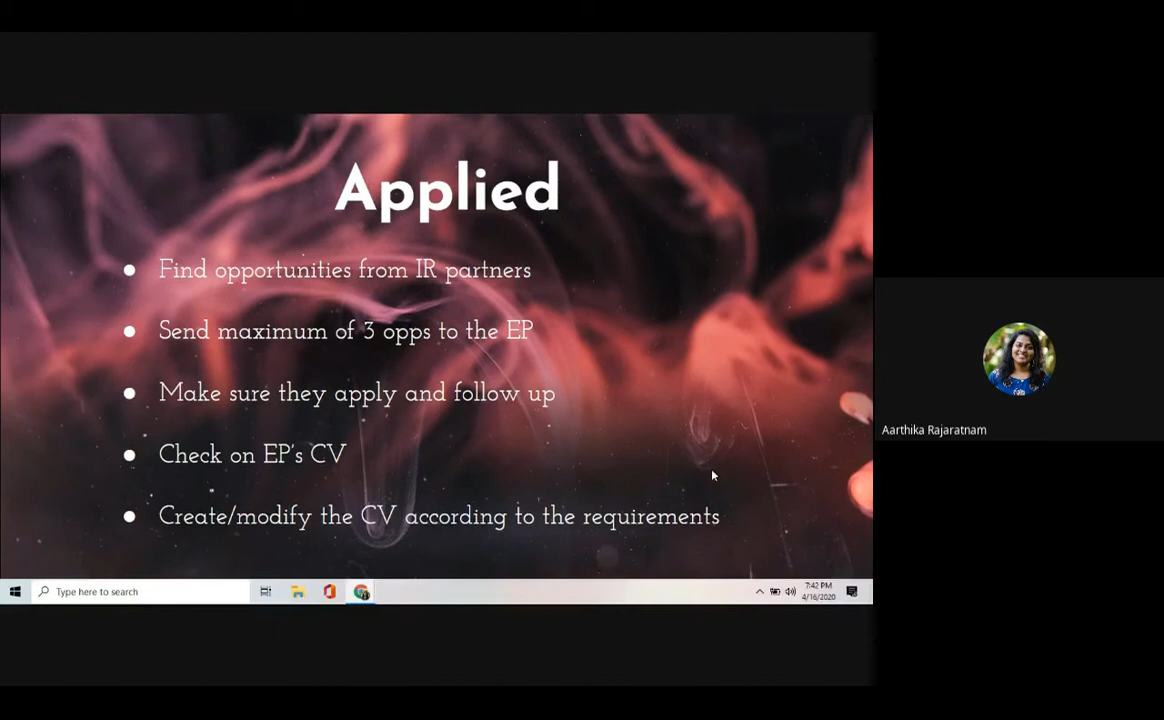 Applied
Find opportunities from IR partners
Send maximum of 3 opps to the EP
Make sure they apply and follow up
Check on EP's CV
Create/modify the CV according to the requirements
Aarthika Rajaratnam
Type here to search
7:42 PM
4/16/2020